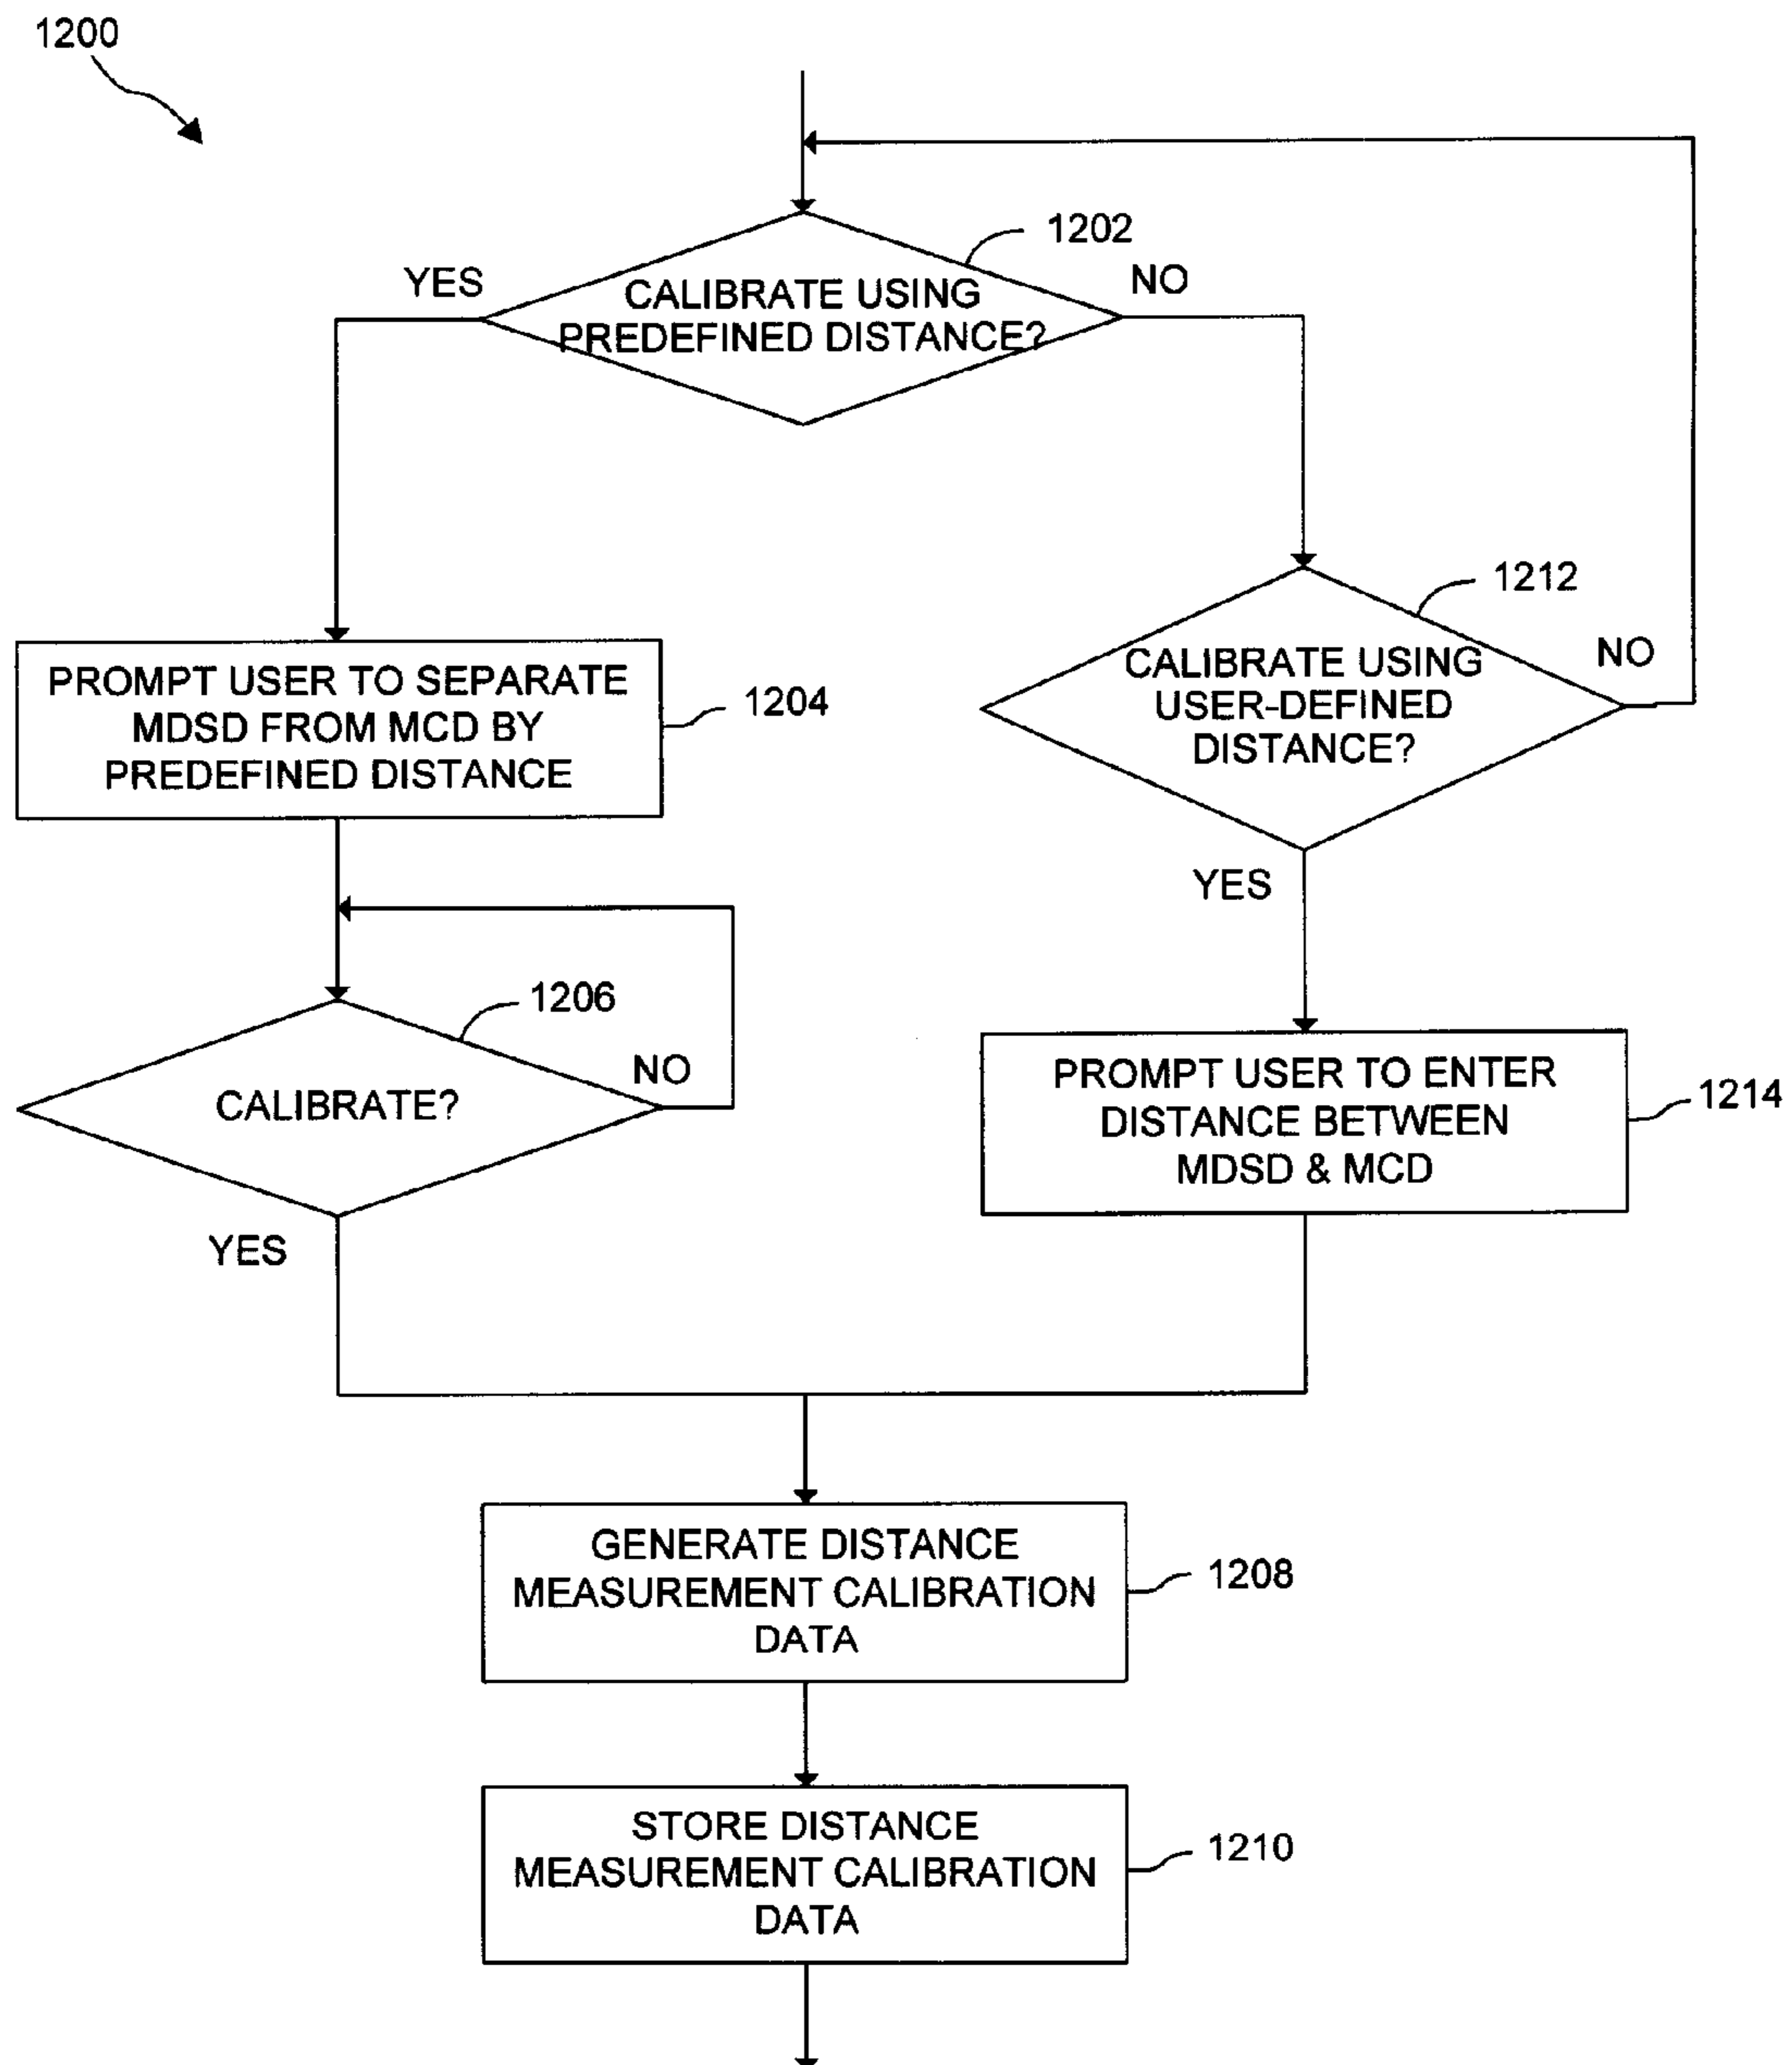 1200
1202
YES
NO
CALIBRATE USING
PREDEFINED DISTANCE?
1212
CALIBRATE USING
USER-DEFINED
DISTANCE?
NO
YES
PROMPT USER TO SEPARATE
MDSD FROM MCD BY
PREDEFINED DISTANCE
1204
1206
CALIBRATE?
NO
YES
PROMPT USER TO ENTER
DISTANCE BETWEEN
MDSD & MCD
1214
GENERATE DISTANCE
MEASUREMENT CALIBRATION
DATA
1208
STORE DISTANCE
MEASUREMENT CALIBRATION
DATA
1210